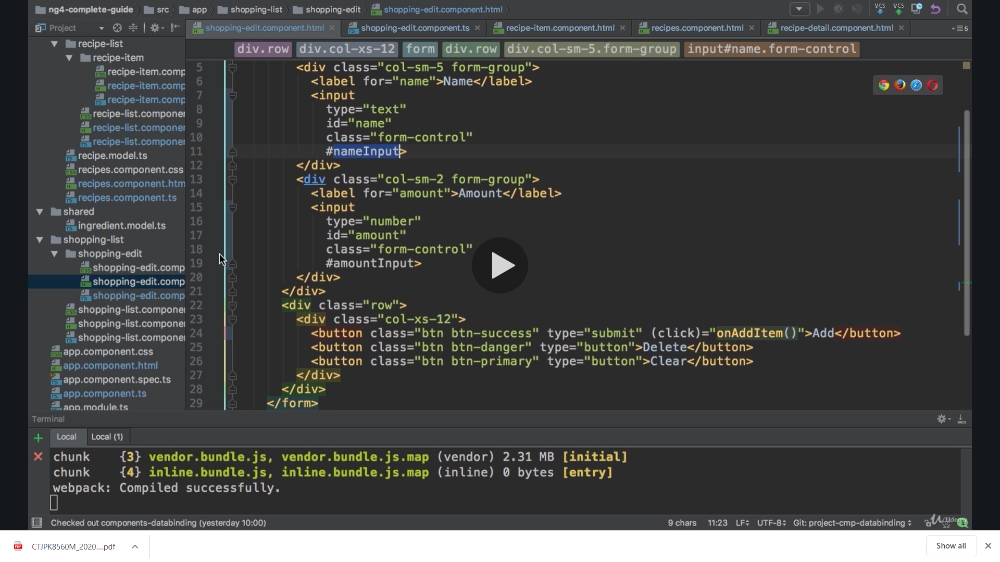 ng4-complete-guide src app shopping-list shopping-edit shopping-edit.component.html
VCS VCS
Project
shopping-edit.component.html shopping-edit.component.ts recipe-item.component.html recipes.component.html recipe-detail.component.html
5
div.row div.col-xs-12 form div.row div.col-sm-5.form-group input#name.form-control
recipe-list
recipe-item
recipe-item.comp
recipe-item.comp
recipe-item.comp
recipe-list.componer
recipe-list.componer
recipe-list.componer
recipe.model.ts
recipes.component.css
recipes.component.htm
recipes.component.ts
shared
ingredient.model.ts
shopping-list
shopping-edit
shopping-edit.comp
shopping-edit.comp
shopping-edit.comp
shopping-list.componer
shopping-list.componer
shopping-list.componer
app.component.css
app.component.html
app.component.spec.ts
app.component.ts
app.module.ts
5 <div class="col-sm-5 form-group">
6 <label for="name">Name</label>
7 <input
8 type="text"
9 id="name"
10 class="form-control"
11 #nameInput>
12 </div>
13 <div class="col-sm-2 form-group">
14 <label for="amount">Amount</label>
15 <input
16 type="number"
17 id="amount"
18 class="form-control"
19 #amountInput>
20 </div>
21 </div>
22 <div class="row">
23 <div class="col-xs-12">
24 <button class="btn btn-success" type="submit" (click)="onAddItem()">Add</button>
25 <button class="btn btn-danger" type="button">Delete</button>
26 <button class="btn btn-primary" type="button">Clear</button>
27 </div>
28 </div>
29 </form>
Terminal
Local Local (1)
chunk {3} vendor.bundle.js, vendor.bundle.js.map (vendor) 2.31 MB [initial]
chunk {4} inline.bundle.js, inline.bundle.js.map (inline) 0 bytes [entry]
webpack: Compiled successfully.
Checked out components-databinding (yesterday 10:00) 9 chars 11:23 LF UTF-8 Git: project-cmp-databinding
Udemy
PDF CTJPK8560M_2020....pdf Show all